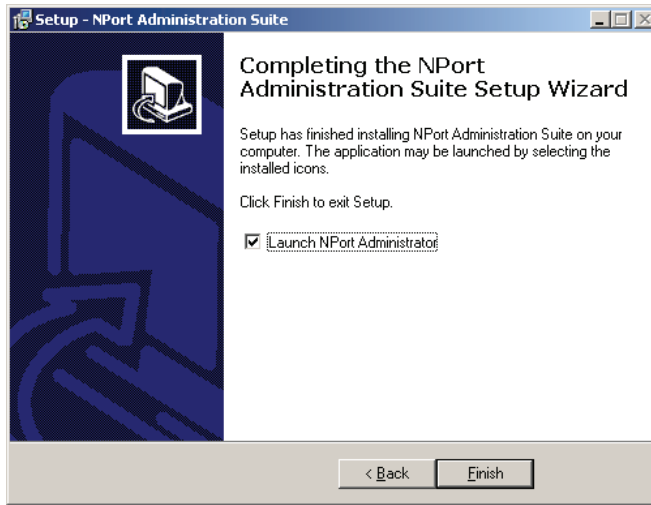 Setup - NPort Administration Suite
Completing the NPort
Administration Suite Setup Wizard
Setup has finished installing NPort Administration Suite on your
computer. The application may be launched by selecting the
installed icons.
Click Finish to exit Setup.
Launch NPort Administrator
< Back
Finish